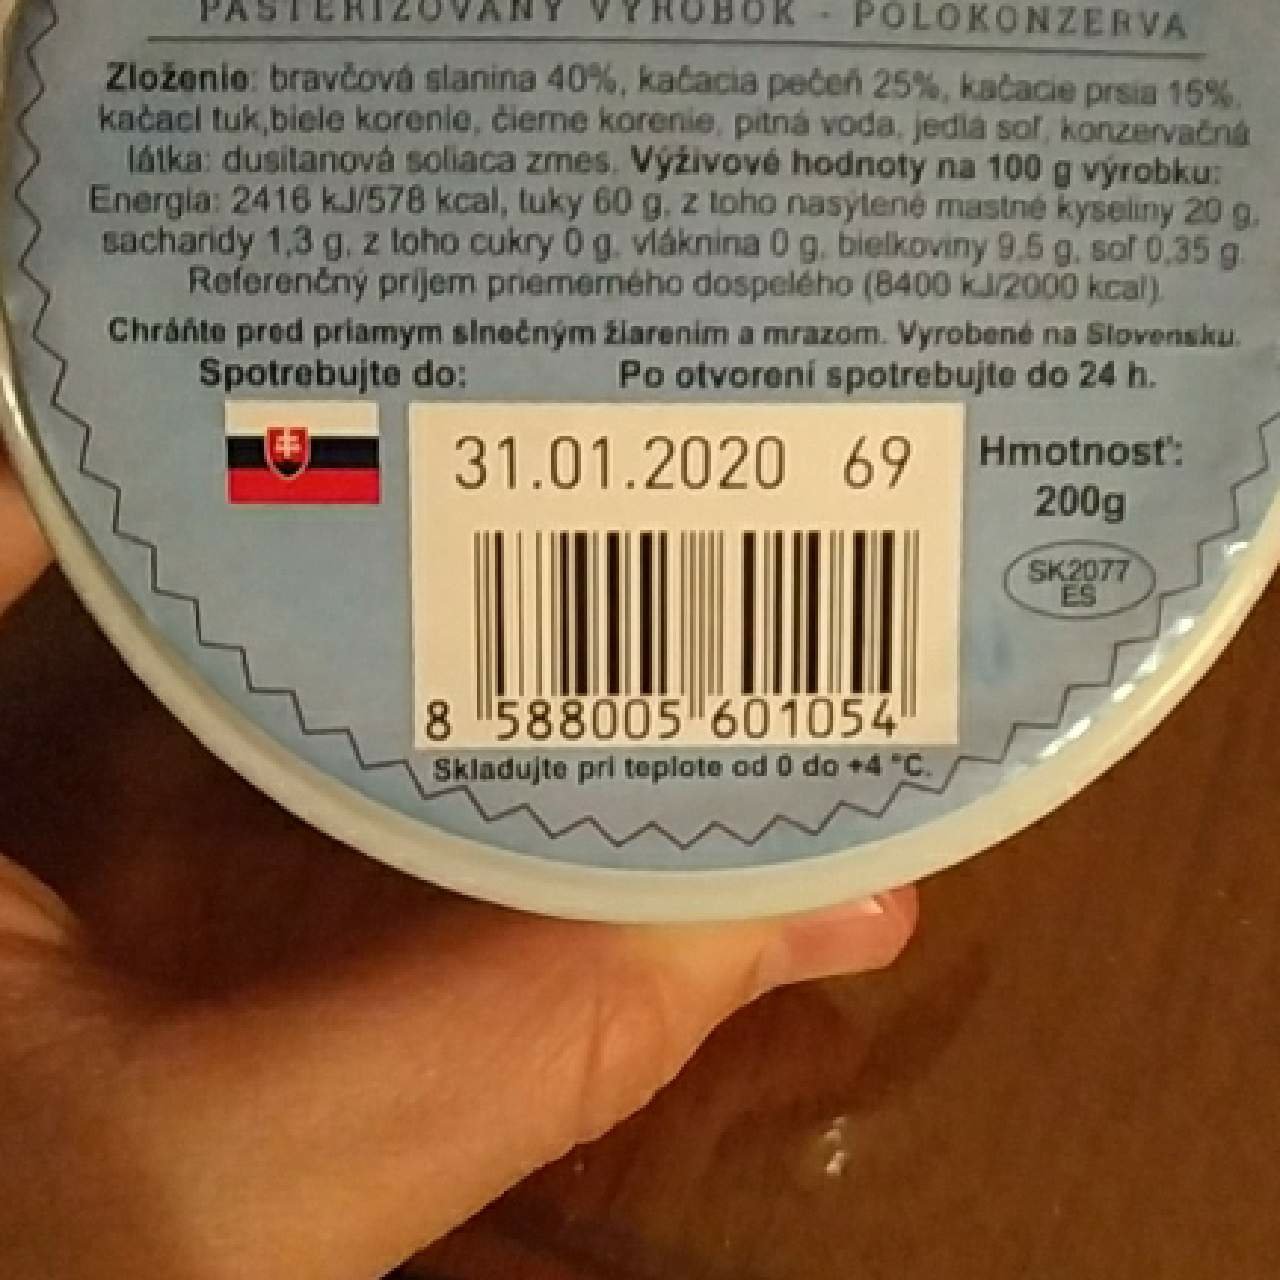 PASTERIZOVANÝ VÝROBOK - POLOKONZERVA
Zloženie: bravčová slanina 40%, kačacia pečeň 25%, kačacie prsia 15%,
kačací tuk,biele korenie, čierne korenie, pitná voda, jedlá soľ, konzervačná
látka: dusitanová soliaca zmes. Výživové hodnoty na 100 g výrobku:
Energia: 2416 kJ/578 kcal, tuky 60 g, z toho nasýtené mastné kyseliny 20 g,
sacharidy 1,3 g, z toho cukry 0 g, vláknina 0 g, bielkoviny 9,5 g, soľ 0,35 g.
Referenčný príjem priemerného dospelého (8400 kJ/2000 kcal).
Chráňte pred priamym slnečným žiarením a mrazom. Vyrobené na Slovensku.
Spotrebujte do: Po otvorení spotrebujte do 24 h.
31.01.2020 69
Hmotnosť:
200g
SK2077
ES
8 588005 601054
Skladujte pri teplote od 0 do +4 °C.